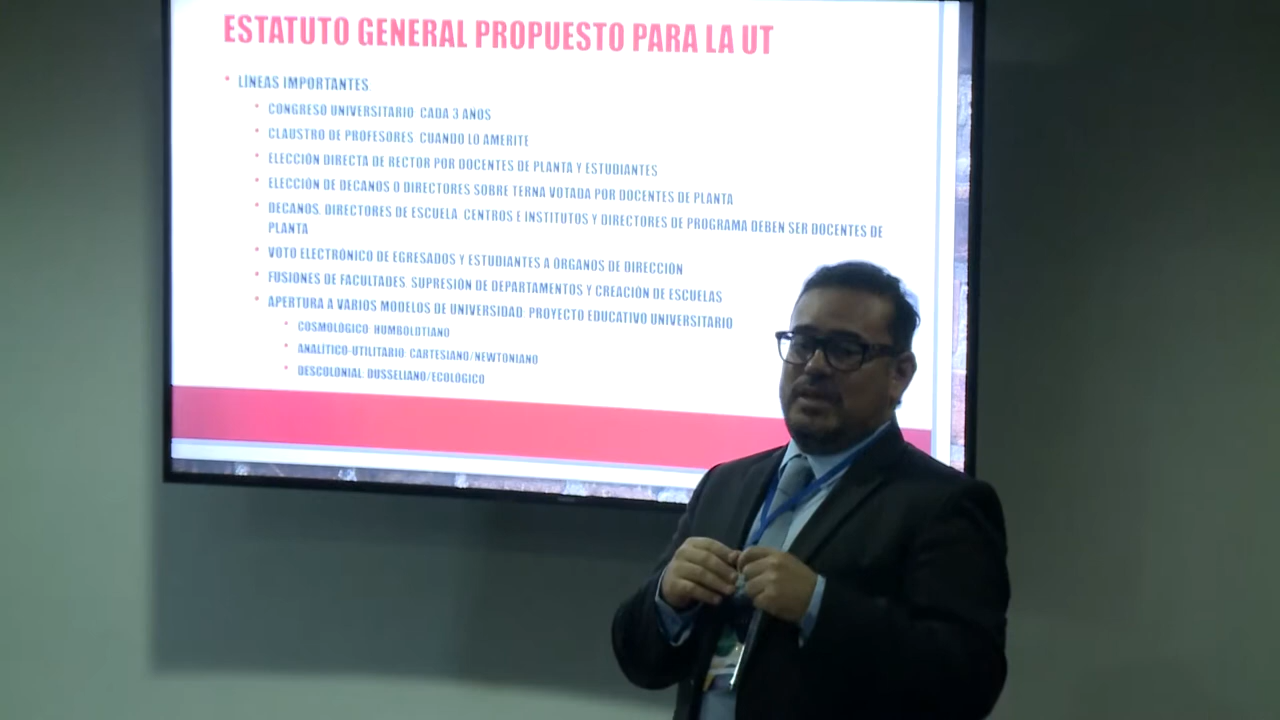 ESTATUTO GENERAL PROPUESTO PARA LA UT
• LÍNEAS IMPORTANTES
• CONGRESO UNIVERSITARIO: CADA 3 AÑOS
• CLAUSTRO DE PROFESORES: CUANDO LO AMERITE
• ELECCIÓN DIRECTA DE RECTOR POR DOCENTES DE PLANTA Y ESTUDIANTES
• ELECCIÓN DE DECANOS O DIRECTORES SOBRE TERNA VOTADA POR DOCENTES DE PLANTA
• DECANOS, DIRECTORES DE ESCUELA, CENTROS E INSTITUTOS Y DIRECTORES DE PROGRAMA DEBEN SER DOCENTES DE
PLANTA
• VOTO ELECTRÓNICO DE EGRESADOS Y ESTUDIANTES A ÓRGANOS DE DIRECCIÓN
• FUSIONES DE FACULTADES, SUPRESIÓN DE DEPARTAMENTOS Y CREACIÓN DE ESCUELAS
• APERTURA A VARIOS MODELOS DE UNIVERSIDAD: PROYECTO EDUCATIVO UNIVERSITARIO
• COSMOLÓGICO: HUMBOLDTIANO
• ANALÍTICO-UTILITARIO: CARTESIANO/NEWTONIANO
• DESCOLONIAL: DUSSELIANO/ECOLÓGICO